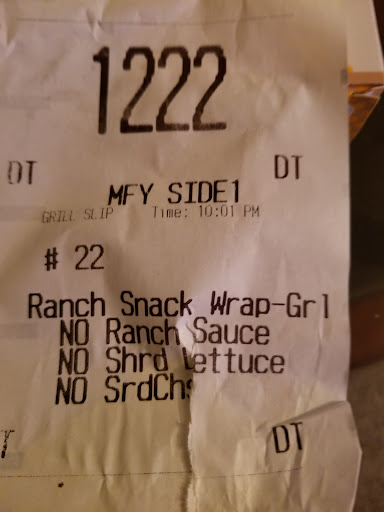 1222
DT
DT
MFY SIDE1
GRILL SLIP Time: 10:01 PM
# 22
Ranch Snack Wrap-Grl
NO Ranch Sauce
NO Shrd Lettuce
NO SrdChs
DT